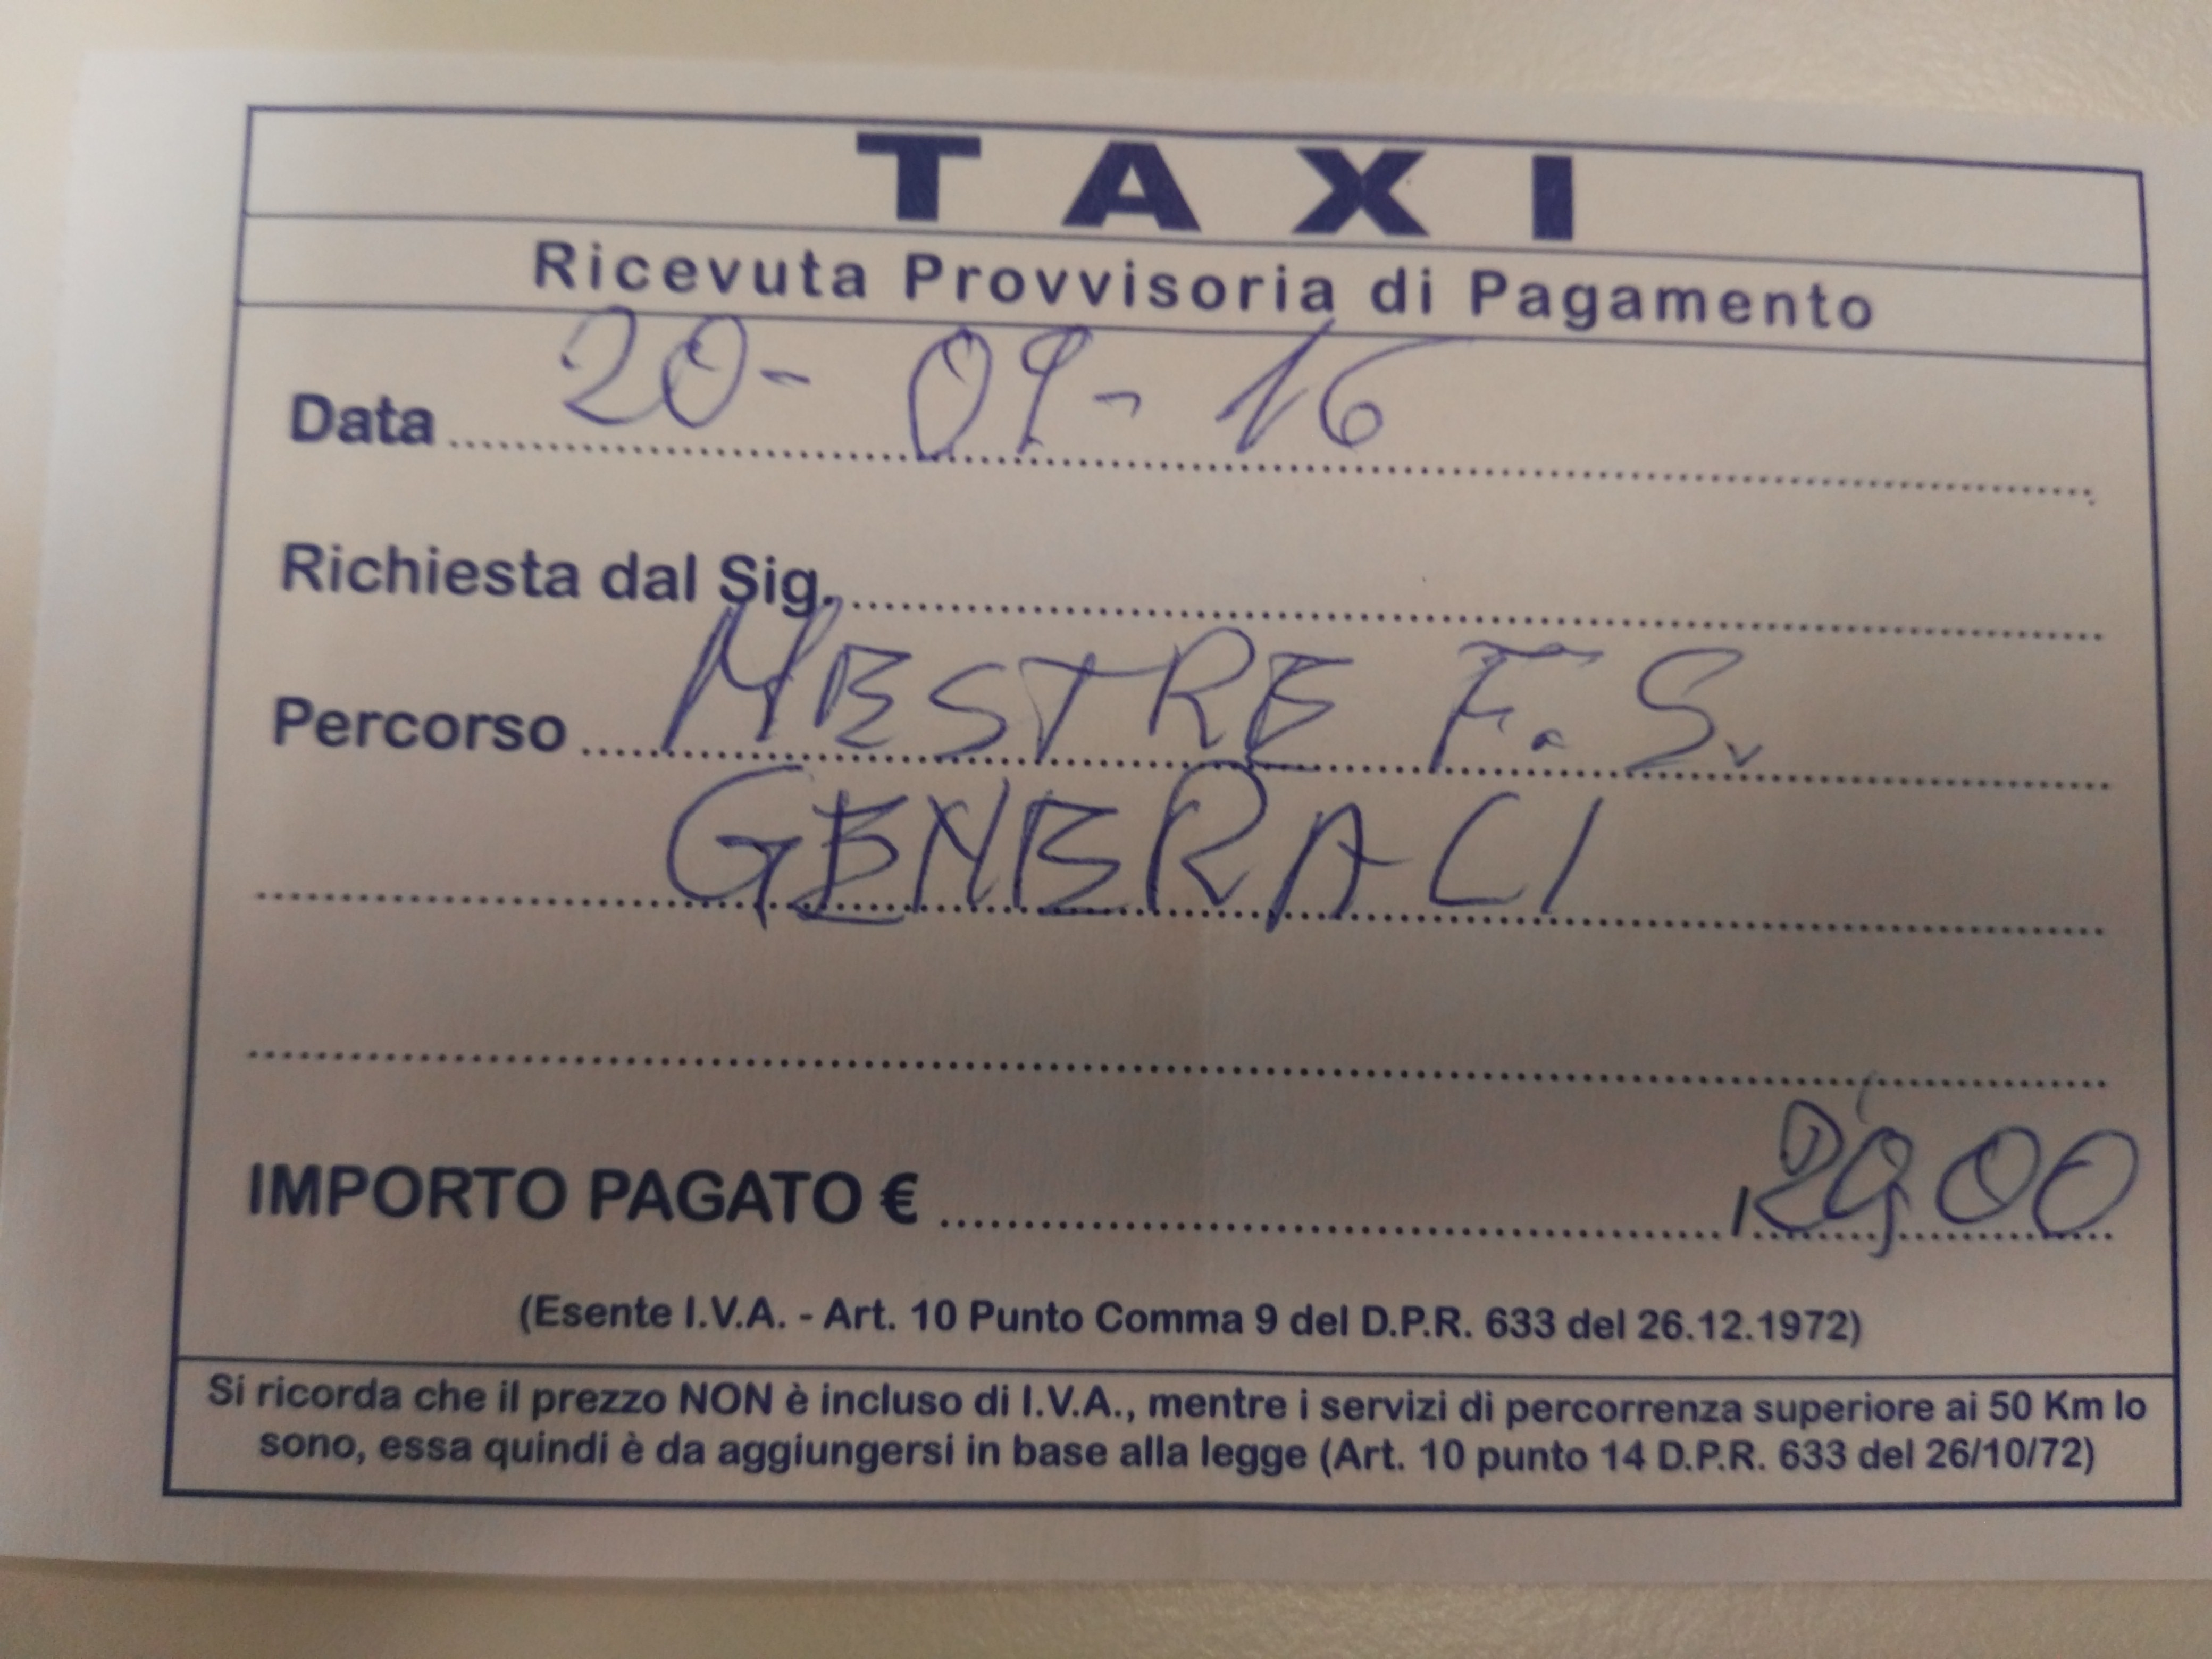 TAXI
Ricevuta Provvisoria di Pagamento
Data 20-09-16
Richiesta dal Sig.
Percorso MESTRE F.S.
GENERALI
IMPORTO PAGATO €
(Esente I.V.A. - Art. 10 Punto Comma 9 del D.P.R. 633 del 26.12.1972)
Si ricorda che il prezzo NON è incluso di I.V.A., mentre i servizi di percorrenza superiore ai 50 Km lo
sono, essa quindi è da aggiungersi in base alla legge (Art. 10 punto 14 D.P.R. 633 del 26/10/72)